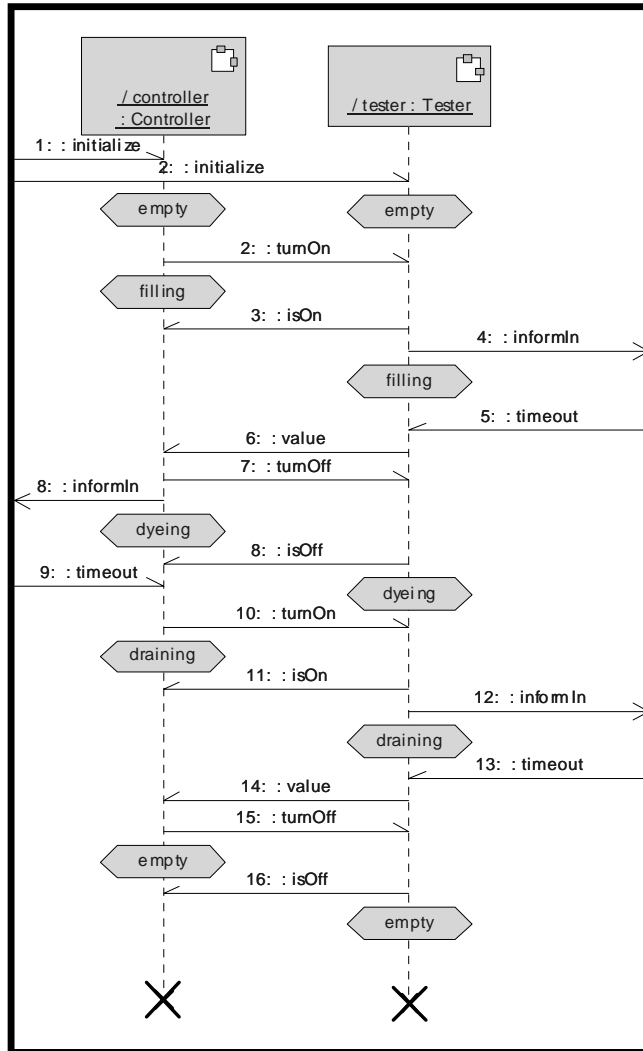 / controller
: Controller
/ tester : Tester
1: : initialize
2: : initialize
empty
empty
2: : turnOn
filling
3: : isOn
4: : informIn
filling
5: : timeout
6: : value
7: : turnOff
8: : informIn
dyeing
8: : isOff
9: : timeout
dyeing
10: : turnOn
draining
11: : isOn
12: : informIn
draining
13: : timeout
14: : value
15: : turnOff
empty
16: : isOff
empty